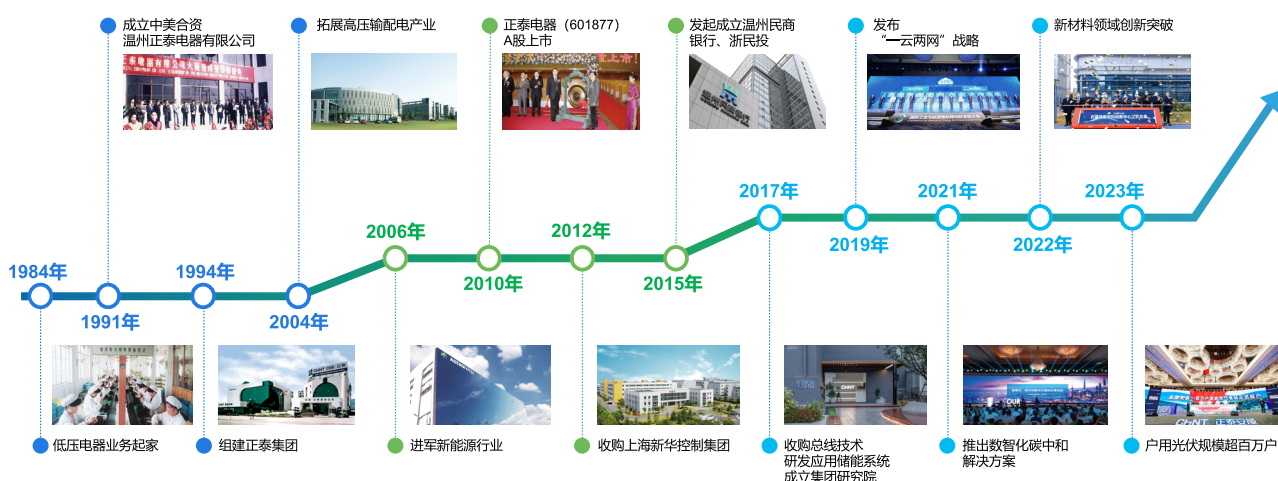 成立中美合资
温州正泰电器有限公司
拓展高压输配电产业
正泰电器（601877）
A股上市
发起成立温州民商
银行、浙民投
发布
“一云两网”战略
新材料领域创新突破
1984年
1991年
1994年
2004年
2006年
2010年
2012年
2015年
2017年
2019年
2021年
2022年
2023年
低压电器业务起家
组建正泰集团
进军新能源行业
收购上海新华控制集团
收购总线技术
研发应用储能系统
成立集团研究院
推出数智化碳中和
解决方案
户用光伏规模超百万户
CHNT
CHNT 正泰安能